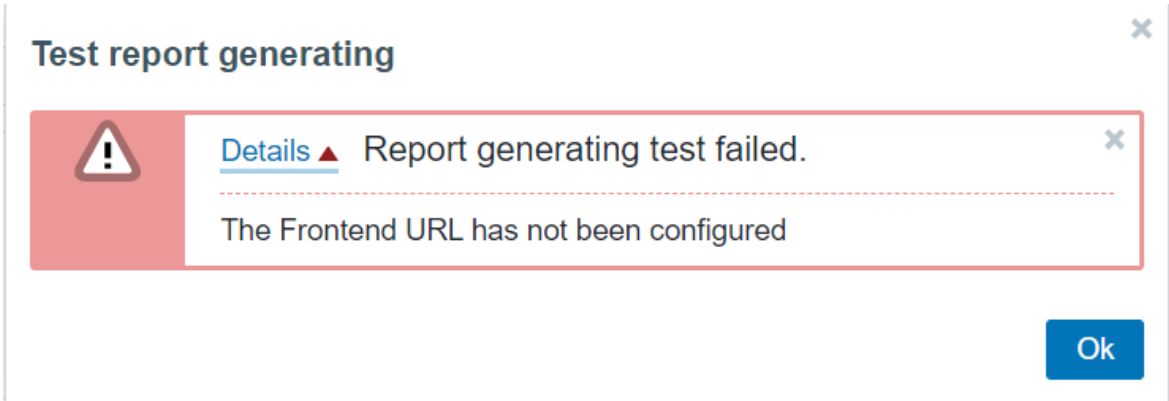 Test report generating
Details Report generating test failed.
The Frontend URL has not been configured
Ok